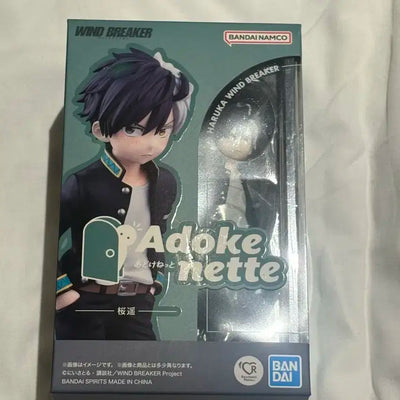 WIND BREAKER
BANDAI NAMCO
HARUKA WIND BREAKER
Adoke
あどけねっと
nette
桜遥
※画像はイメージです。 ※画像と商品とは多少異なります。
©にいさとる・講談社／WIND BREAKER Project
BANDAI SPIRITS MADE IN CHINA
BAN
DAI